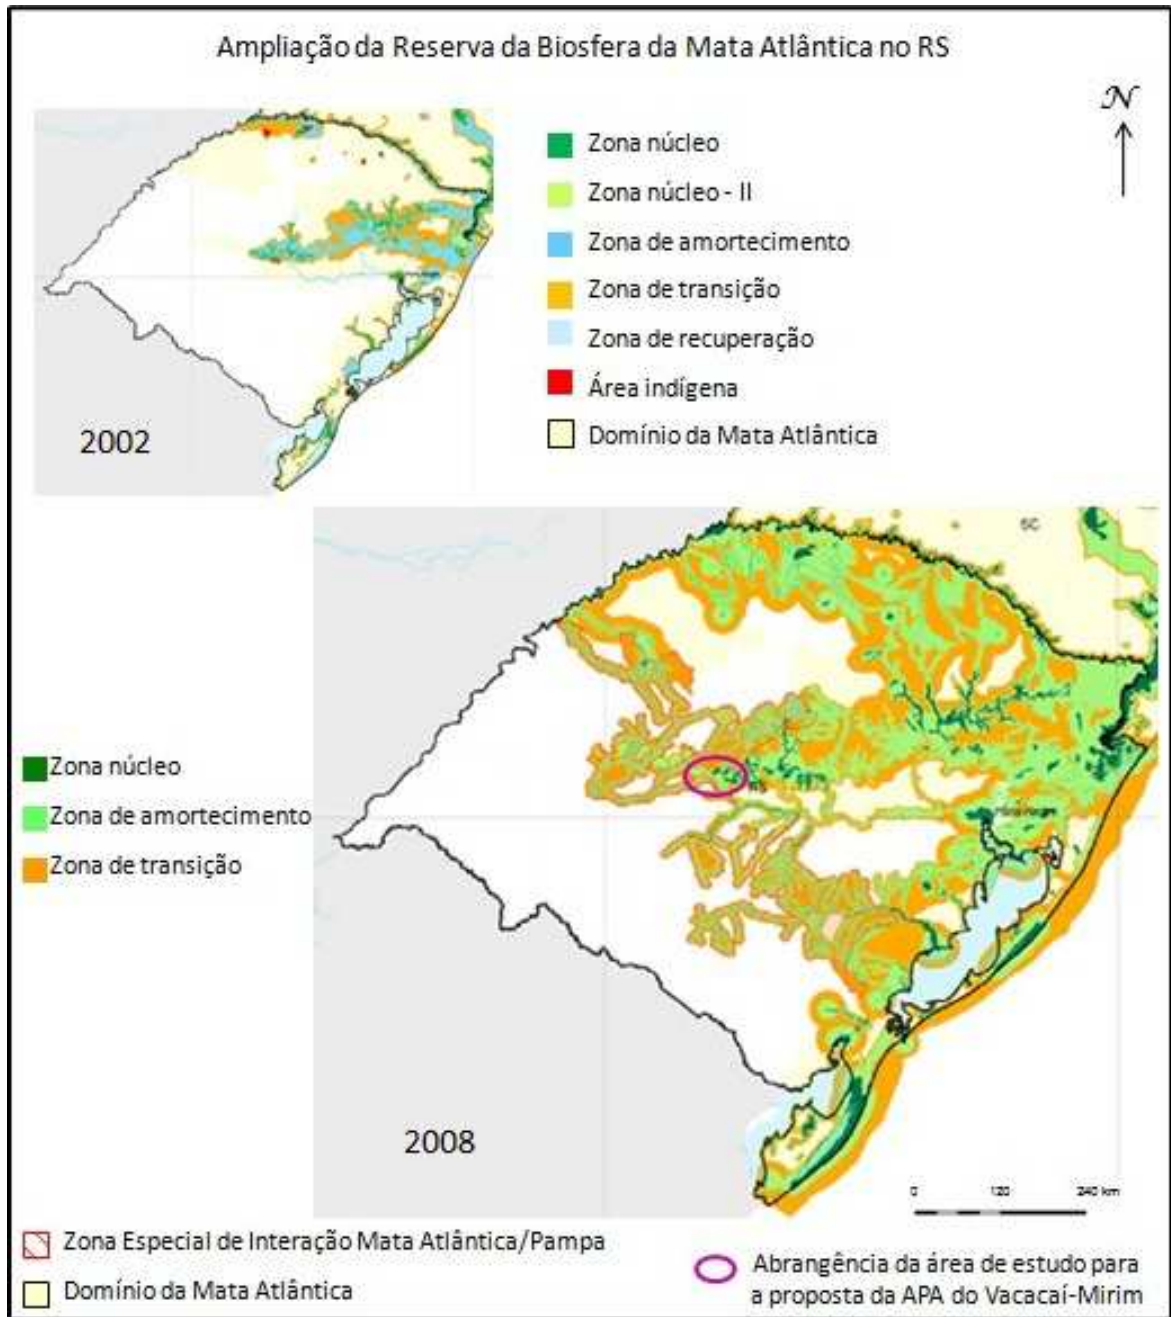 Ampliação da Reserva da Biosfera da Mata Atlântica no RS
N
Zona núcleo
Zona núcleo - II
Zona de amortecimento
Zona de transição
Zona de recuperação
Área indígena
Domínio da Mata Atlântica
2002
SC
RS
Zona núcleo
Zona de amortecimento
Zona de transição
2008
0 120 240 km
Zona Especial de Interação Mata Atlântica/Pampa
Domínio da Mata Atlântica
Abrangência da área de estudo para
a proposta da APA do Vacacaí-Mirim